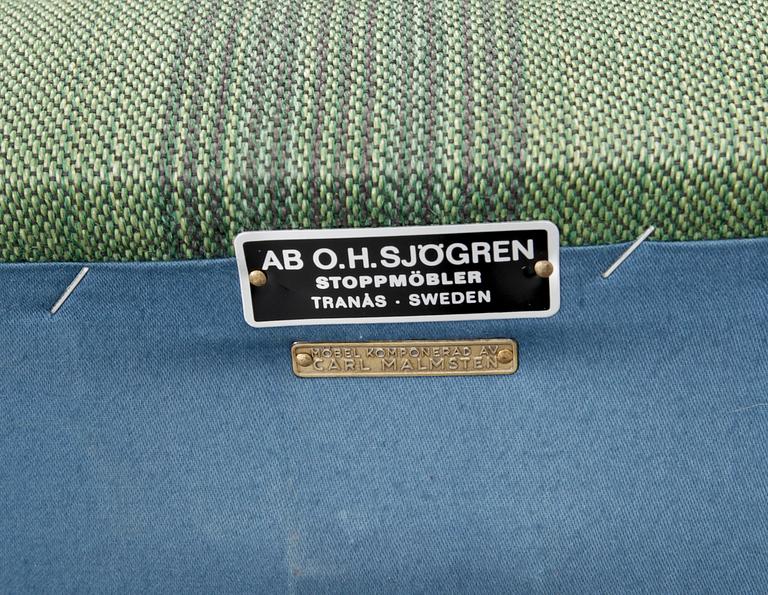 AB O.H.SJÖGREN
STOPPMÖBLER
TRANÅS · SWEDEN
MÖBEL KOMPONERAD AV
CARL MALMSTEN